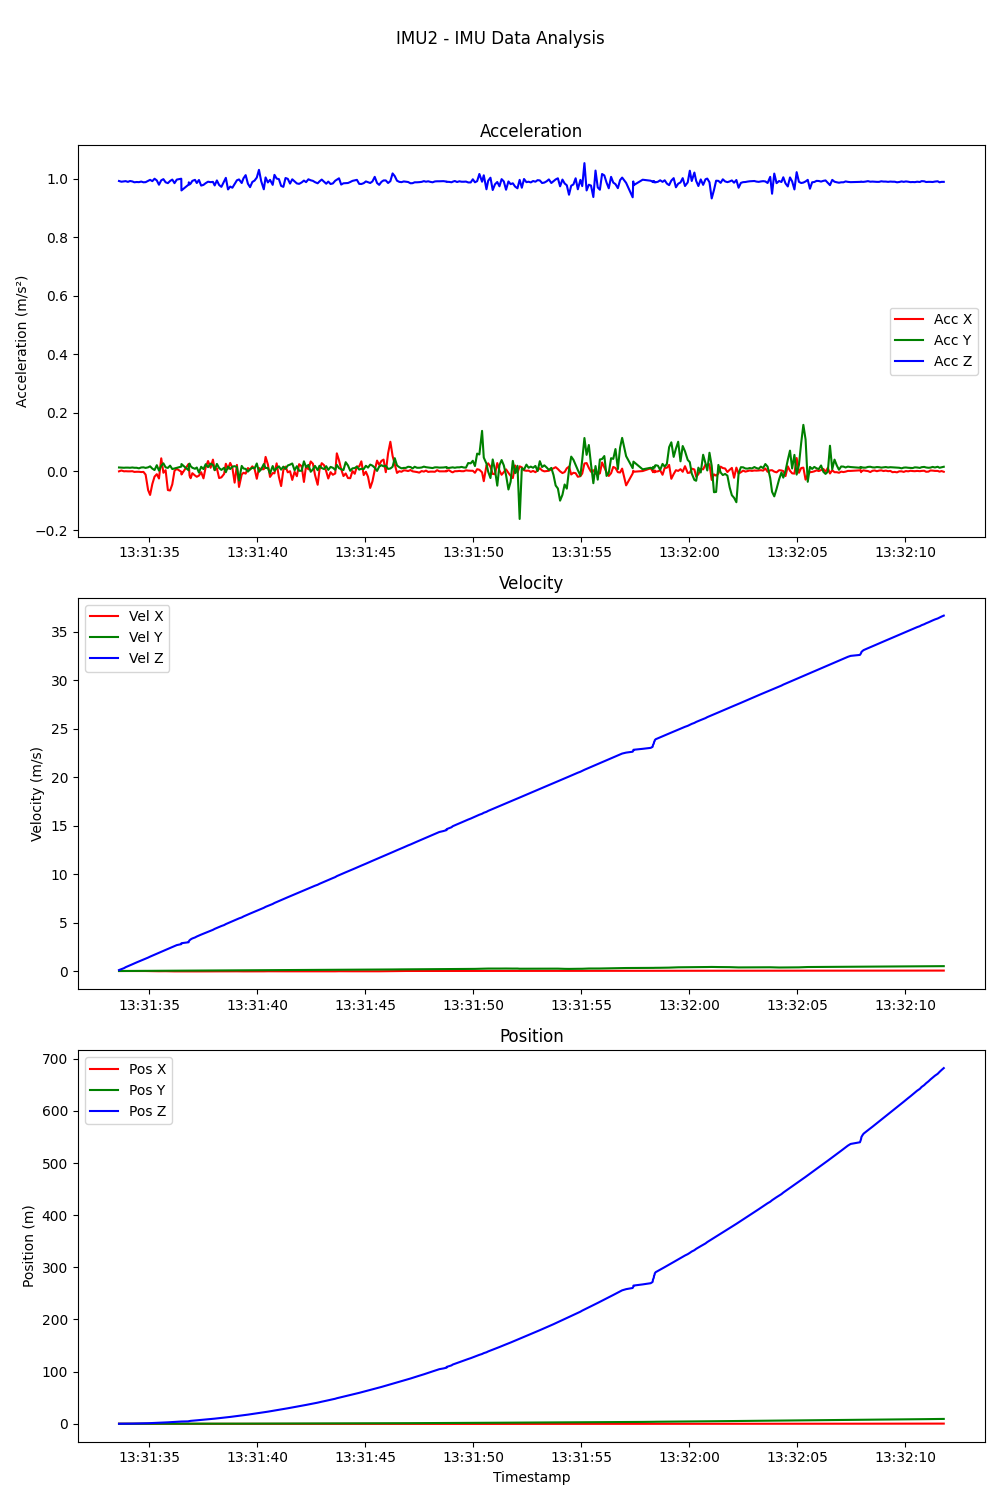 IMU2 - IMU Data Analysis
Acceleration
Acceleration (m/s²)
1.0
0.8
0.6
0.4
0.2
0.0
−0.2
Acc X
Acc Y
Acc Z
13:31:35 13:31:40 13:31:45 13:31:50 13:31:55 13:32:00 13:32:05 13:32:10
Velocity
Velocity (m/s)
35
30
25
20
15
10
5
0
Vel X
Vel Y
Vel Z
13:31:35 13:31:40 13:31:45 13:31:50 13:31:55 13:32:00 13:32:05 13:32:10
Position
Position (m)
700
600
500
400
300
200
100
0
Pos X
Pos Y
Pos Z
13:31:35 13:31:40 13:31:45 13:31:50 13:31:55 13:32:00 13:32:05 13:32:10
Timestamp